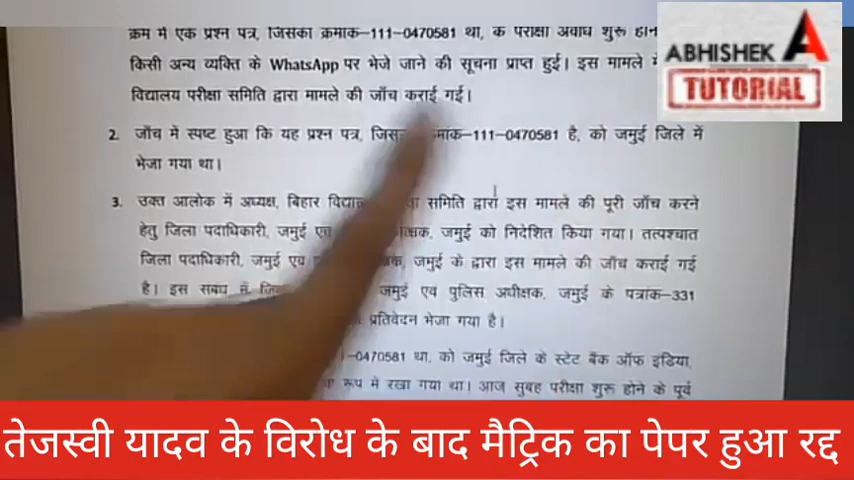 क्रम में एक प्रश्न पत्र, जिसका क्रमांक-111-0470581 था, के परीक्षा अवधि शुरू होने
किसी अन्य व्यक्ति के WhatsApp पर भेजे जाने की सूचना प्राप्त हुई। इस मामले में
विद्यालय परीक्षा समिति द्वारा मामले की जाँच कराई गई।
ABHISHEK A
TUTORIAL
2. जाँच में स्पष्ट हुआ कि यह प्रश्न पत्र, क्रमांक-111-0470581 है, को जमुई जिले में
भेजा गया था।
3. उक्त आलोक में अध्यक्ष, बिहार समिति द्वारा इस मामले की पूरी जाँच करने
हेतु जिला पदाधिकारी, जमुई एवं जमुई को निदेशित किया गया। तत्पश्चात
जिला पदाधिकारी, जमुई एवं जमुई के द्वारा इस मामले की जाँच कराई गई
है। इस संबंध में जमुई एवं पुलिस अधीक्षक, जमुई के पत्रांक-331
प्रतिवेदन भेजा गया है।
-0470581 था, को जमुई जिले के स्टेट बैंक ऑफ इंडिया,
रूप में रखा गया था। आज सुबह परीक्षा शुरू होने के पूर्व
तेजस्वी यादव के विरोध के बाद मैट्रिक का पेपर हुआ रद्द